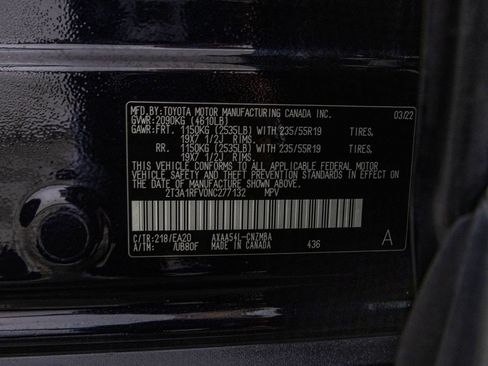 MFD.BY:TOYOTA MOTOR MANUFACTURING CANADA INC. 03/22
GVWR:2090KG (4610LB)
GAWR:FRT. 1150KG (2535LB) WITH 235/55R19 TIRES,
19X7 1/2J RIMS.
RR. 1150KG (2535LB) WITH 235/55R19 TIRES,
19X7 1/2J RIMS.
THIS VEHICLE CONFORMS TO ALL APPLICABLE FEDERAL MOTOR
VEHICLE SAFETY AND THEFT PREVENTION STANDARDS IN EFFECT
ON THE DATE OF MANUFACTURE SHOWN ABOVE.
2T3A1RFV0NC277132 MPV
C/TR:218/EA20 AXAA54L-CNZMBA
A/TM: /UB80F MADE IN CANADA 436 A